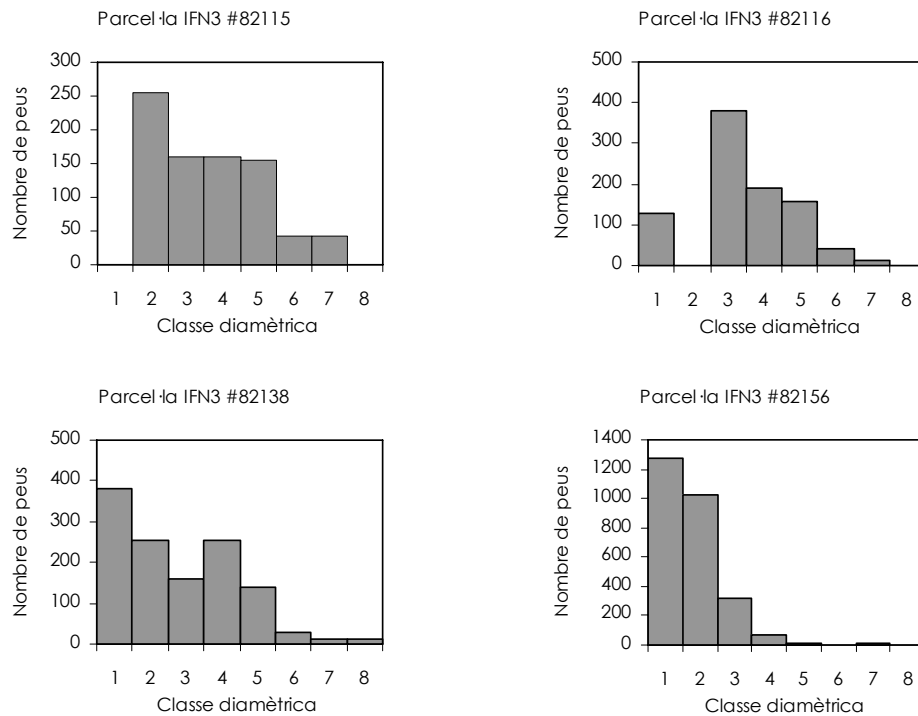 Parcel·la IFN3 #82115
Nombre de peus
300
250
200
150
100
50
0
1 2 3 4 5 6 7 8
Classe diamètrica
Parcel·la IFN3 #82116
Nombre de peus
500
400
300
200
100
0
1 2 3 4 5 6 7 8
Classe diamètrica
Parcel·la IFN3 #82138
Nombre de peus
500
400
300
200
100
0
1 2 3 4 5 6 7 8
Classe diamètrica
Parcel·la IFN3 #82156
Nombre de peus
1400
1200
1000
800
600
400
200
0
1 2 3 4 5 6 7 8
Classe diamètrica